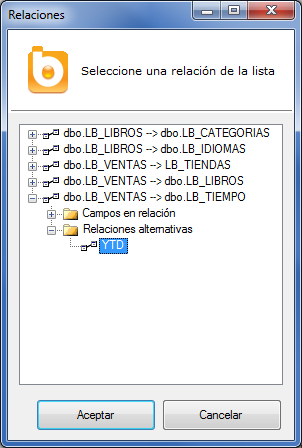 Relaciones
Seleccione una relación de la lista
dbo.LB_LIBROS --> dbo.LB_CATEGORIAS
dbo.LB_LIBROS --> dbo.LB_IDIOMAS
dbo.LB_VENTAS --> LB_TIENDAS
dbo.LB_VENTAS --> dbo.LB_LIBROS
dbo.LB_VENTAS --> dbo.LB_TIEMPO
Campos en relación
Relaciones alternativas
YTD
Aceptar
Cancelar